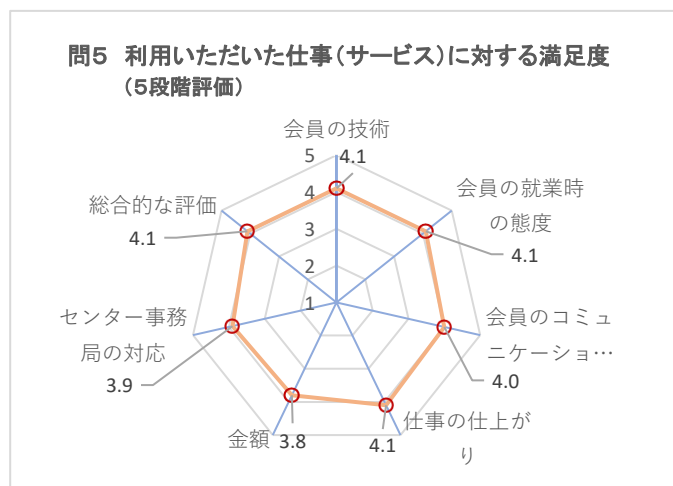 問5 利用いただいた仕事（サービス）に対する満足度
（5段階評価）
会員の技術
4.1
会員の就業時
の態度
4.1
会員のコミュ
ニケーショ…
4.0
仕事の仕上が
り
4.1
金額
3.8
センター事務
局の対応
3.9
総合的な評価
4.1
5
4
3
2
1